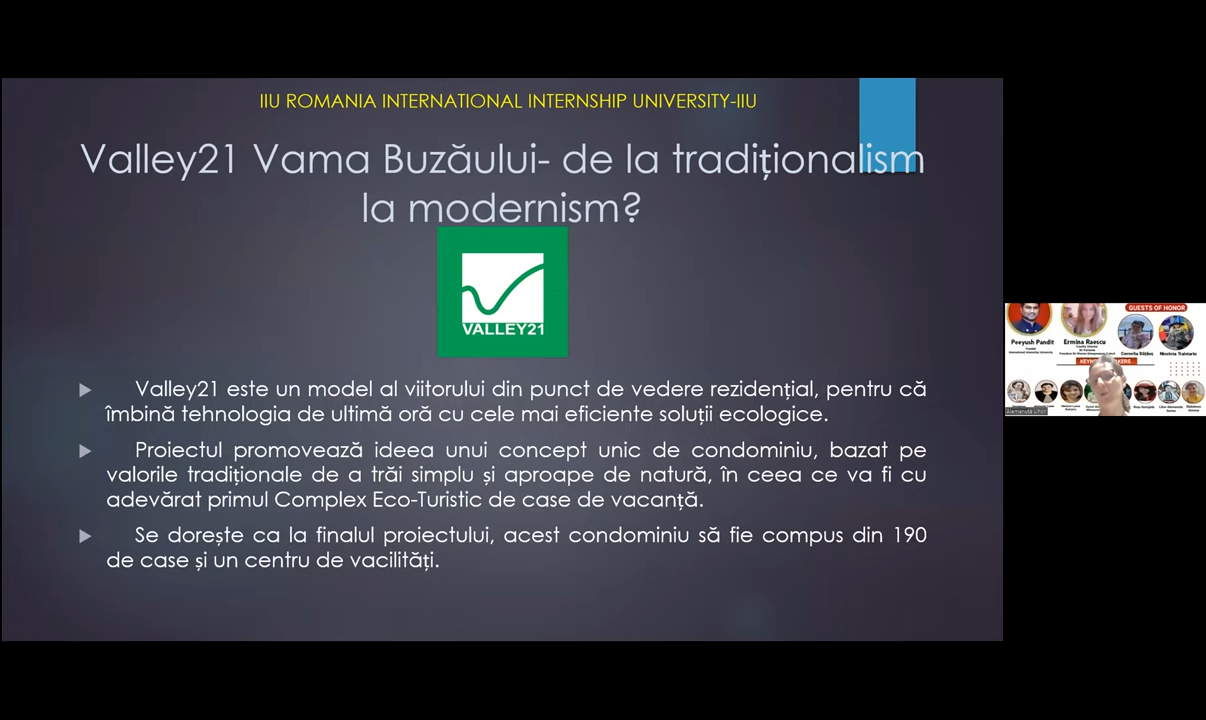 IIU ROMANIA INTERNATIONAL INTERNSHIP UNIVERSITY-IIU
Valley21 Vama Buzăului- de la tradiționalism
la modernism?
VALLEY21
Valley21 este un model al viitorului din punct de vedere rezidențial, pentru că
îmbină tehnologia de ultimă oră cu cele mai eficiente soluții ecologice.
Proiectul promovează ideea unui concept unic de condominiu, bazat pe
valorile tradiționale de a trăi simplu și aproape de natură, în ceea ce va fi cu
adevărat primul Complex Eco-Turistic de case de vacanță.
Se dorește ca la finalul proiectului, acest condominiu să fie compus din 190
de case și un centru de vacilități.
GUESTS OF HONOR
Peeyush Pandit
Ermina Raescu